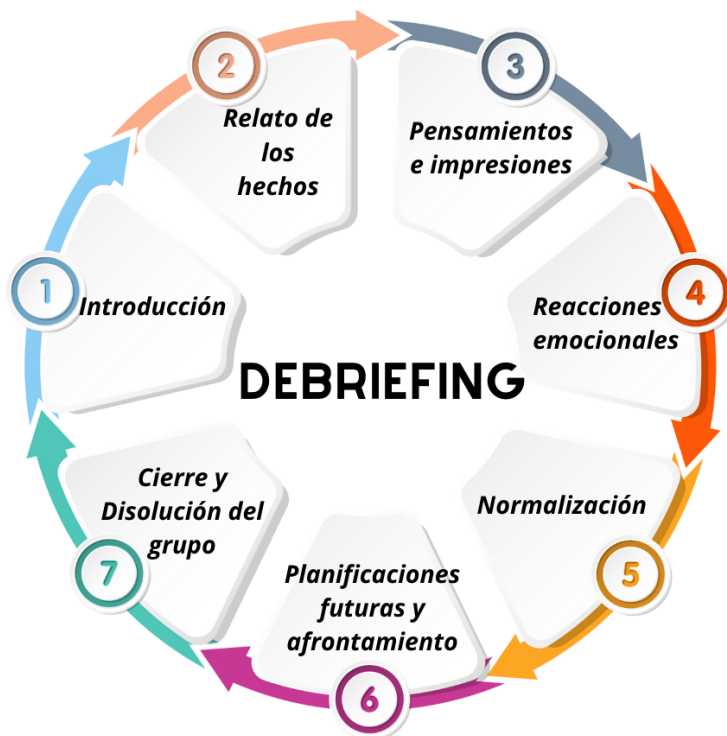 DEBRIEFING
1
Introducción
2
Relato de
los
hechos
3
Pensamientos
e impresiones
4
Reacciones
emocionales
5
Normalización
6
Planificaciones
futuras y
afrontamiento
7
Cierre y
Disolución del
grupo